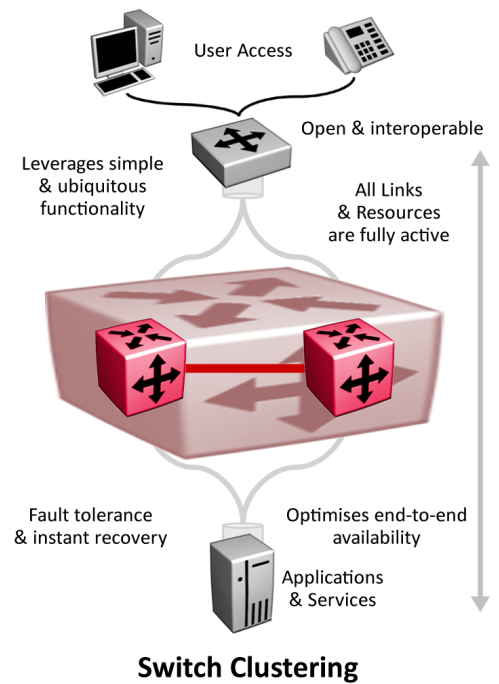 User Access
Open & interoperable
Leverages simple
& ubiquitous
functionality
All Links
& Resources
are fully active
Fault tolerance
& instant recovery
Optimises end-to-end
availability
Applications
& Services
Switch Clustering